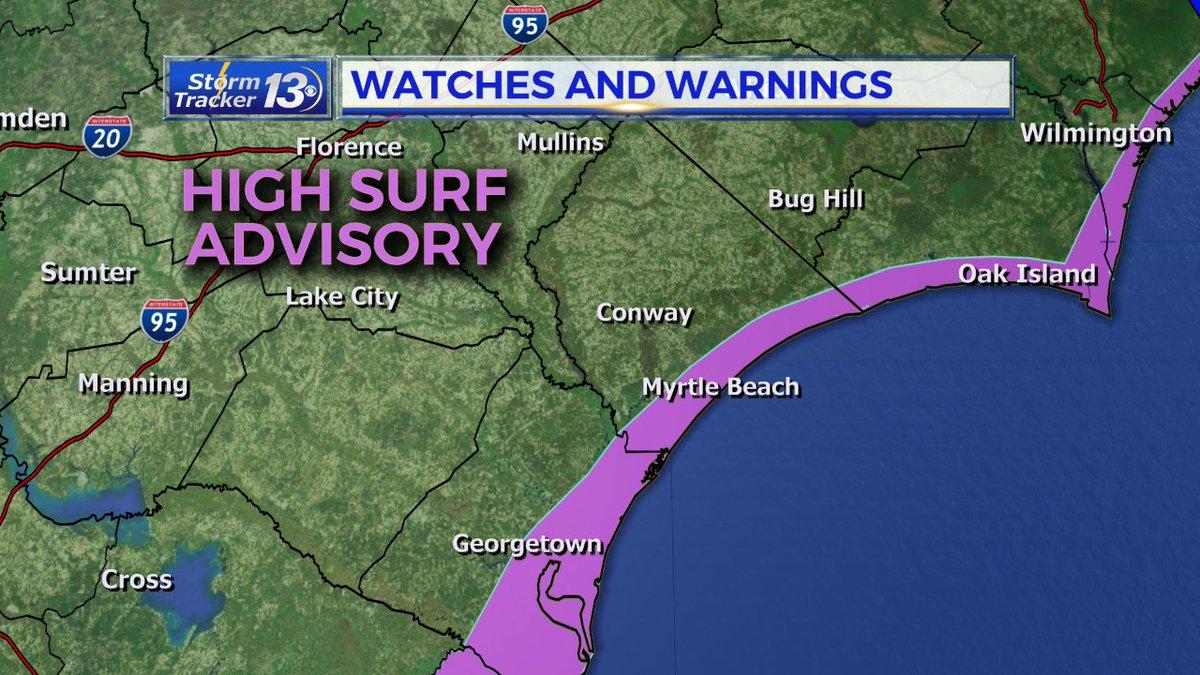 INTERSTATE
95
Storm
Tracker 13
WATCHES AND WARNINGS
mden
INTERSTATE
20
Florence
Mullins
Wilmington
HIGH SURF
ADVISORY
Bug Hill
Sumter
Lake City
Oak Island
INTERSTATE
95
Conway
Manning
Myrtle Beach
Georgetown
Cross